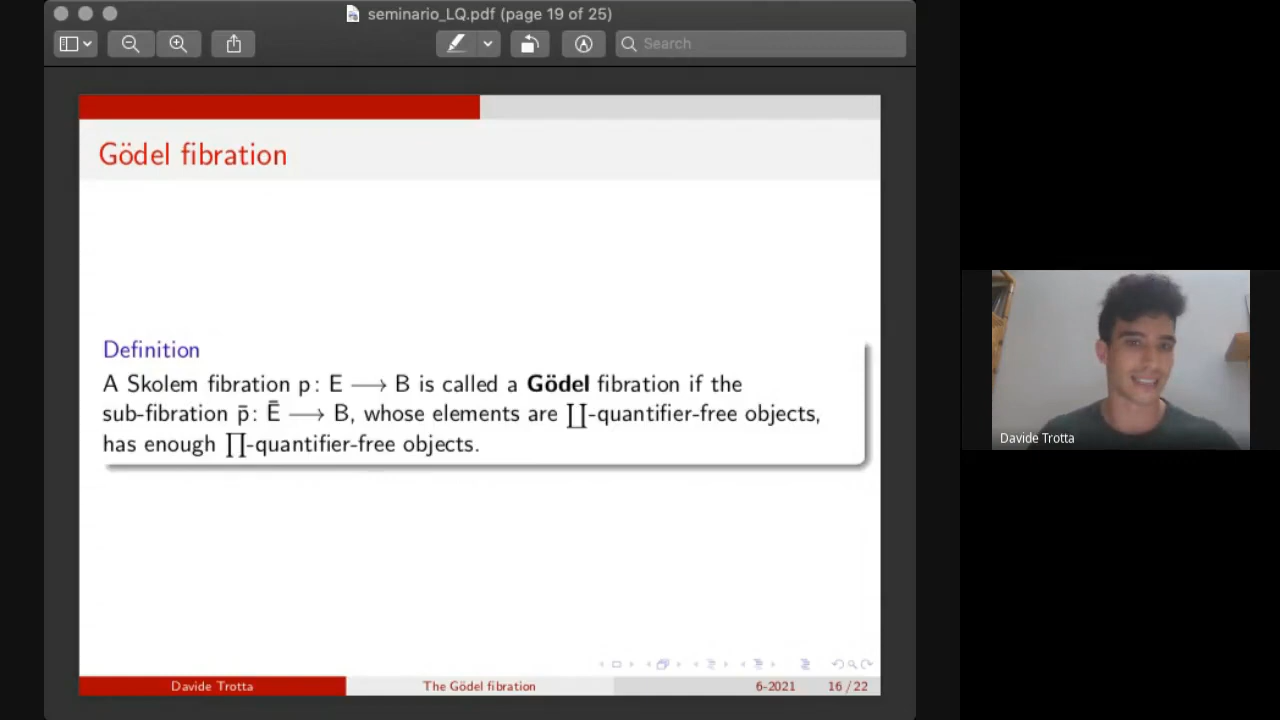 seminario_LQ.pdf (page 19 of 25)
Search
Gödel fibration
Definition
A Skolem fibration p: E ⟶ B is called a Gödel fibration if the
sub-fibration p̄: Ē ⟶ B, whose elements are ∐-quantifier-free objects,
has enough ∏-quantifier-free objects.
Davide Trotta
Davide Trotta The Gödel fibration 6-2021 16 / 22